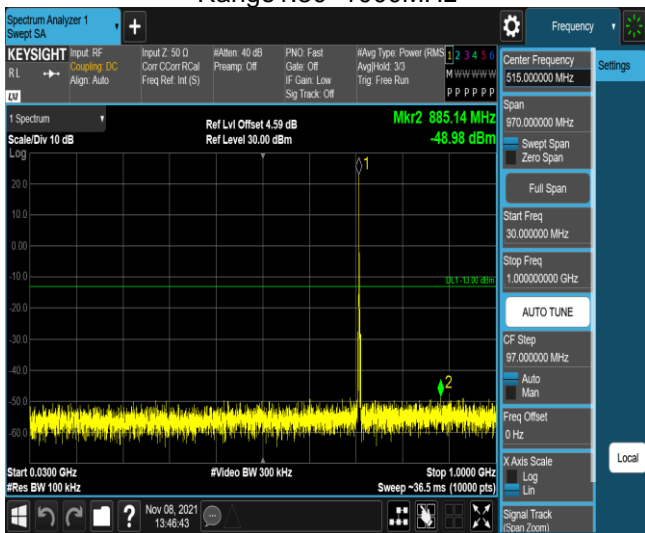 Spectrum Analyzer 1
Swept SA
+
Frequency
KEYSIGHT
RL
LXI
Input: RF
Coupling: DC
Align: Auto
Input Z: 50 Ω
Corr CCorr RCal
Freq Ref: Int (S)
#Atten: 40 dB
Preamp: Off
PNO: Fast
Gate: Off
IF Gain: Low
Sig Track: Off
#Avg Type: Power (RMS
Avg|Hold: 3/3
Trig: Free Run
1 2 3 4 5 6
M W W W W W
P P P P P P
1 Spectrum
Scale/Div 10 dB
Log
Ref Lvl Offset 4.59 dB
Ref Level 30.00 dBm
Mkr2 885.14 MHz
-48.98 dBm
1
20.0
10.0
0.00
-10.0
DL1 -13.00 dBm
-20.0
-30.0
-40.0
2
-50.0
-60.0
Start 0.0300 GHz
#Res BW 100 kHz
#Video BW 300 kHz
Stop 1.0000 GHz
Sweep ~36.5 ms (10000 pts)
Nov 08, 2021
13:46:43
Center Frequency
515.000000 MHz
Settings
Span
970.000000 MHz
Swept Span
Zero Span
Full Span
Start Freq
30.000000 MHz
Stop Freq
1.000000000 GHz
AUTO TUNE
CF Step
97.000000 MHz
Auto
Man
Freq Offset
0 Hz
X Axis Scale
Log
Lin
Local
Signal Track
(Span Zoom)